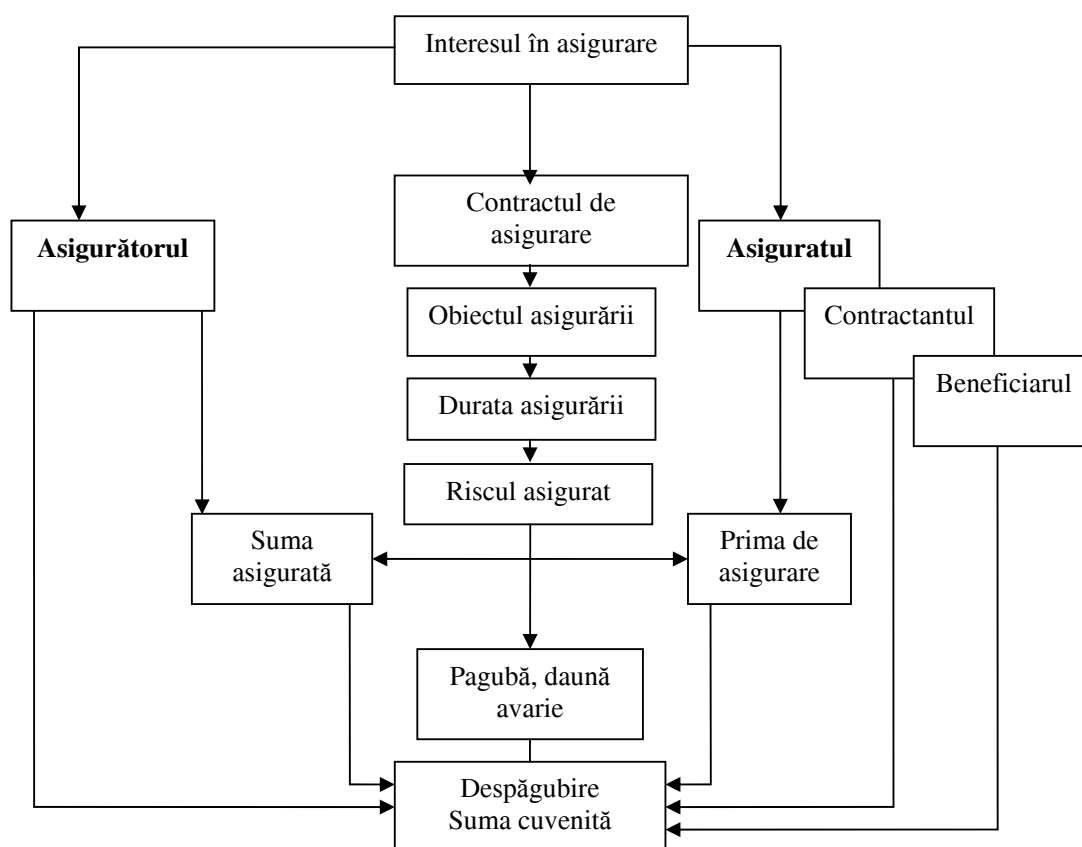 Interesul în asigurare
Contractul de
asigurare
Asigurătorul
Asiguratul
Obiectul asigurării
Contractantul
Beneficiarul
Durata asigurării
Riscul asigurat
Suma
asigurată
Prima de
asigurare
Pagubă, daună
avarie
Despăgubire
Suma cuvenită